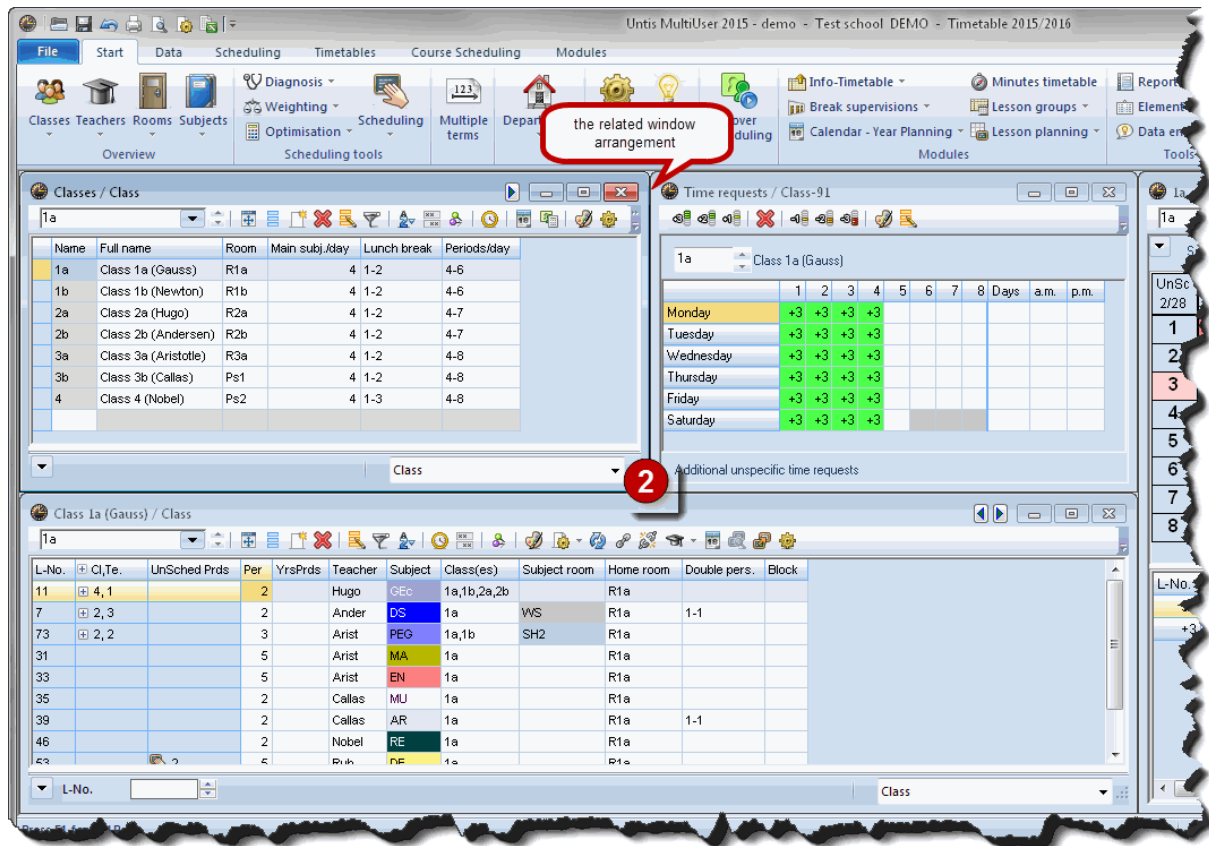 Untis MultiUser 2015 - demo - Test school DEMO - Timetable 2015/2016
File Start Data Scheduling Timetables Course Scheduling Modules
Diagnosis Info-Timetable Minutes timetable
Weighting Break supervisions Lesson groups
Classes Teachers Rooms Subjects Optimisation Scheduling Multiple terms Calendar - Year Planning Lesson planning
Overview Scheduling tools Modules
the related window
arrangement
Classes / Class
1a
Name Full name Room Main subj./day Lunch break Periods/day
1a Class 1a (Gauss) R1a 4 1-2 4-6
1b Class 1b (Newton) R1b 4 1-2 4-6
2a Class 2a (Hugo) R2a 4 1-2 4-7
2b Class 2b (Andersen) R2b 4 1-2 4-7
3a Class 3a (Aristotle) R3a 4 1-2 4-8
3b Class 3b (Callas) Ps1 4 1-2 4-8
4 Class 4 (Nobel) Ps2 4 1-3 4-8
Class
2
Time requests / Class-91
1a Class 1a (Gauss)
1 2 3 4 5 6 7 8 Days a.m. p.m.
Monday +3 +3 +3 +3
Tuesday +3 +3 +3 +3
Wednesday +3 +3 +3 +3
Thursday +3 +3 +3 +3
Friday +3 +3 +3 +3
Saturday +3 +3 +3 +3
Additional unspecific time requests
1a
1a
2/28
1
2
3
4
5
6
7
8
L-No.
+3
Class 1a (Gauss) / Class
1a
L-No. Cl,Te. UnSched Prds Per YrsPrds Teacher Subject Class(es) Subject room Home room Double pers. Block
11 4, 1 2 Hugo GEc 1a,1b,2a,2b R1a
7 2, 3 2 Ander DS 1a WS R1a 1-1
73 2, 2 3 Arist PEG 1a,1b SH2 R1a
31 5 Arist MA 1a R1a
33 5 Arist EN 1a R1a
35 2 Callas MU 1a R1a
39 2 Callas AR 1a R1a 1-1
46 2 Nobel RE 1a R1a
53 2 5 Rub DE 1a R1a
L-No. Class